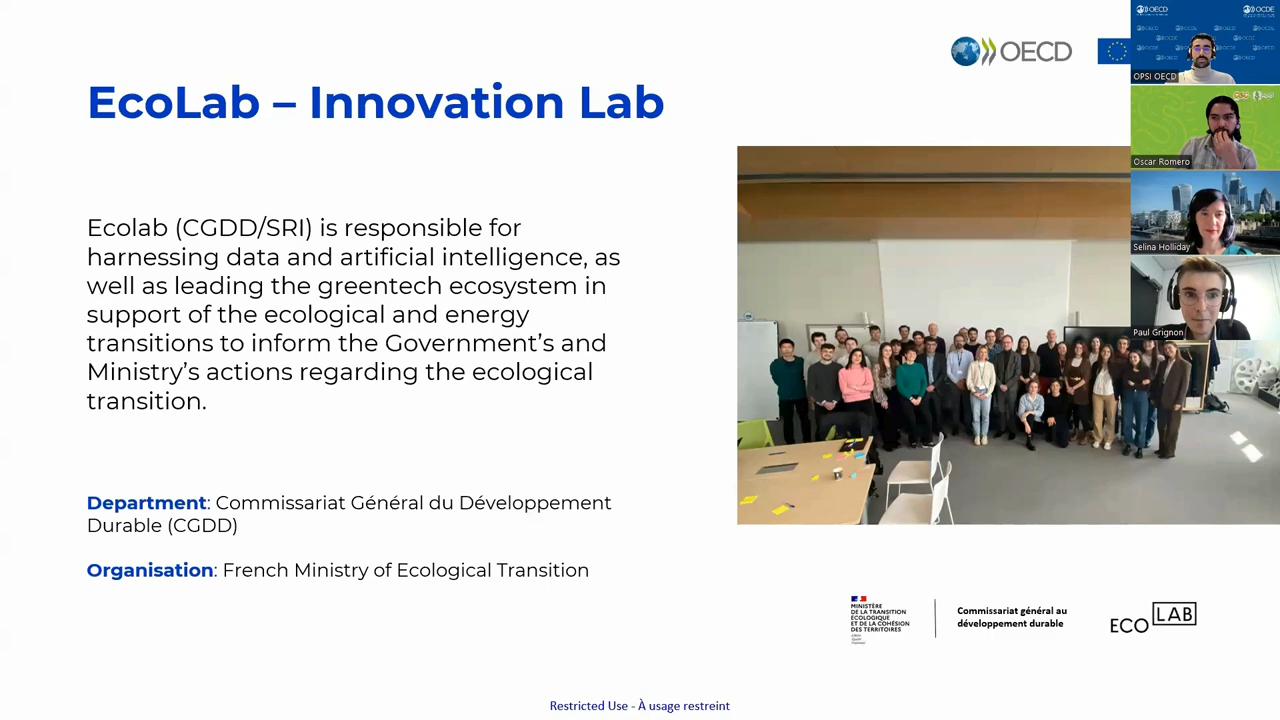 OECD
OECD
OCDE
OPSI OECD
EcoLab – Innovation Lab
Oscar Romero
Selina Holliday
Paul Grignon
Ecolab (CGDD/SRI) is responsible for
harnessing data and artificial intelligence, as
well as leading the greentech ecosystem in
support of the ecological and energy
transitions to inform the Government’s and
Ministry’s actions regarding the ecological
transition.
Department: Commissariat Général du Développement
Durable (CGDD)
Organisation: French Ministry of Ecological Transition
MINISTÈRE
DE LA TRANSITION
ÉCOLOGIQUE
ET DE LA COHÉSION
DES TERRITOIRES
Commissariat général au
développement durable
ECO LAB
Restricted Use - À usage restreint